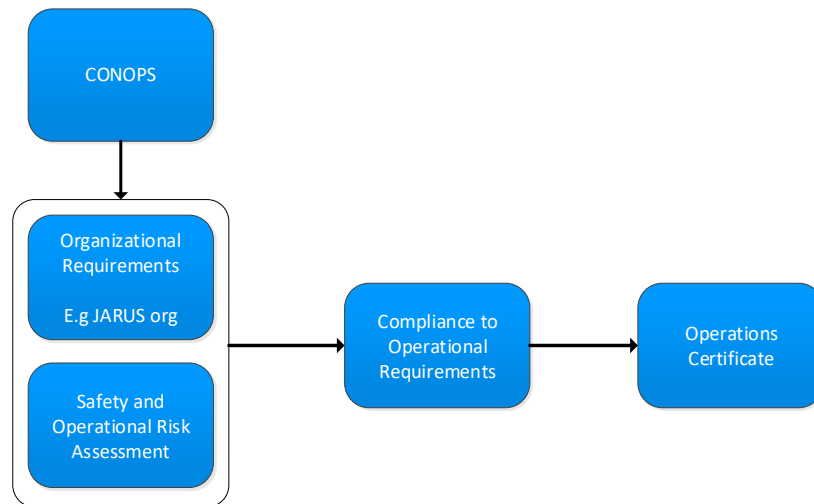 CONOPS
Organizational
Requirements
E.g JARUS org
Safety and
Operational Risk
Assessment
Compliance to
Operational
Requirements
Operations
Certificate